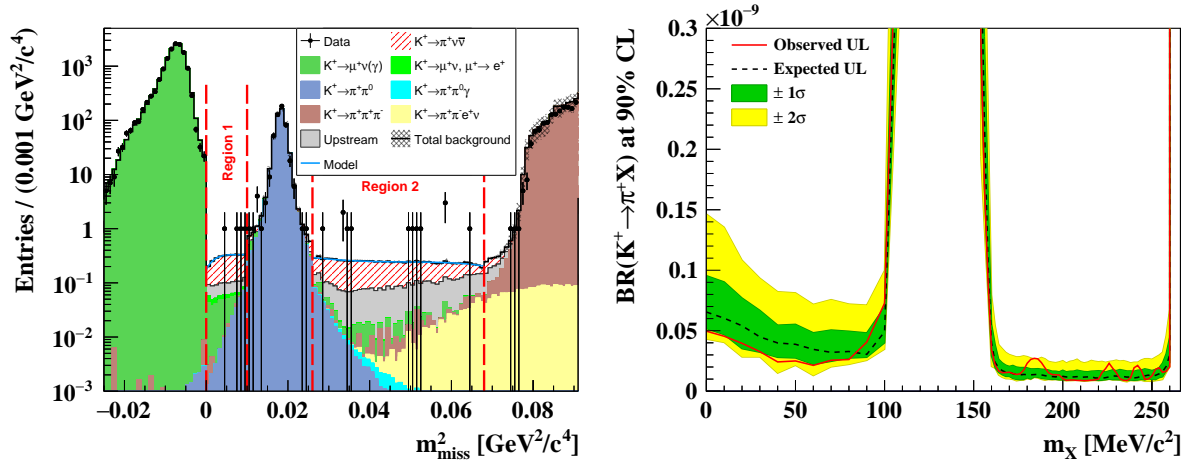 Entries / (0.001 GeV²/c⁴)
10³
10²
10
1
10⁻¹
10⁻²
10⁻³
Data
K⁺→π⁺νν̄
K⁺→μ⁺ν(γ)
K⁺→μ⁺ν, μ⁺→ e⁺
K⁺→π⁺π⁰
K⁺→π⁺π⁰γ
K⁺→π⁺π⁺π⁻
K⁺→π⁺π⁻e⁺ν
Upstream
Total background
Model
Region 1
Region 2
−0.02 0 0.02 0.04 0.06 0.08
m²miss [GeV²/c⁴]
×10⁻⁹
BR(K⁺→π⁺X) at 90% CL
0.3
0.25
0.2
0.15
0.1
0.05
0
Observed UL
Expected UL
± 1σ
± 2σ
0 50 100 150 200 250
mX [MeV/c²]